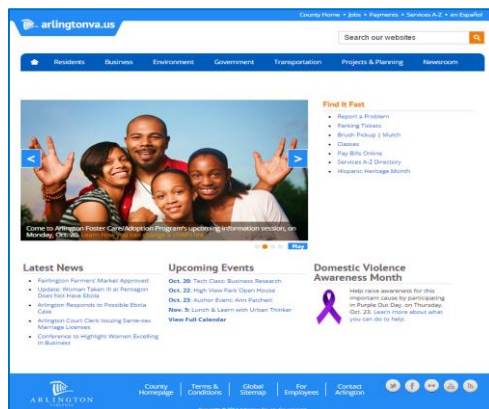 County Home • Jobs • Payments • Services A-Z • en Español
arlingtonva.us
Search our websites
Residents Business Environment Government Transportation Projects & Planning Newsroom
Find It Fast
Report a Problem
Parking Tickets
Brush Pickup | Mulch
Classes
Pay Bills Online
Services A-Z Directory
Hispanic Heritage Month
< >
Come to Arlington Foster Care/Adoption Program's upcoming information session, on
Monday, Oct. 20. Learn how you can change a child's life.
Play
Latest News
Fairlington Farmers' Market Approved
Update: Woman Taken Ill at Pentagon
Does Not Have Ebola
Arlington Responds to Possible Ebola
Case
Arlington Court Clerk Issuing Same-sex
Marriage Licenses
Conference to Highlight Women Excelling
in Business
Upcoming Events
Oct. 20: Tech Class: Business Research
Oct. 22: High View Park Open House
Oct. 23: Author Event: Ann Patchett
Nov. 5: Lunch & Learn with Urban Thinker
View Full Calendar
Domestic Violence
Awareness Month
Help raise awareness for this
important cause by participating
in Purple Out Day, on Thursday,
Oct. 23. Learn more about what
you can do to help.
ARLINGTON
County
Homepage
Terms &
Conditions
Global
Sitemap
For
Employees
Contact
Arlington